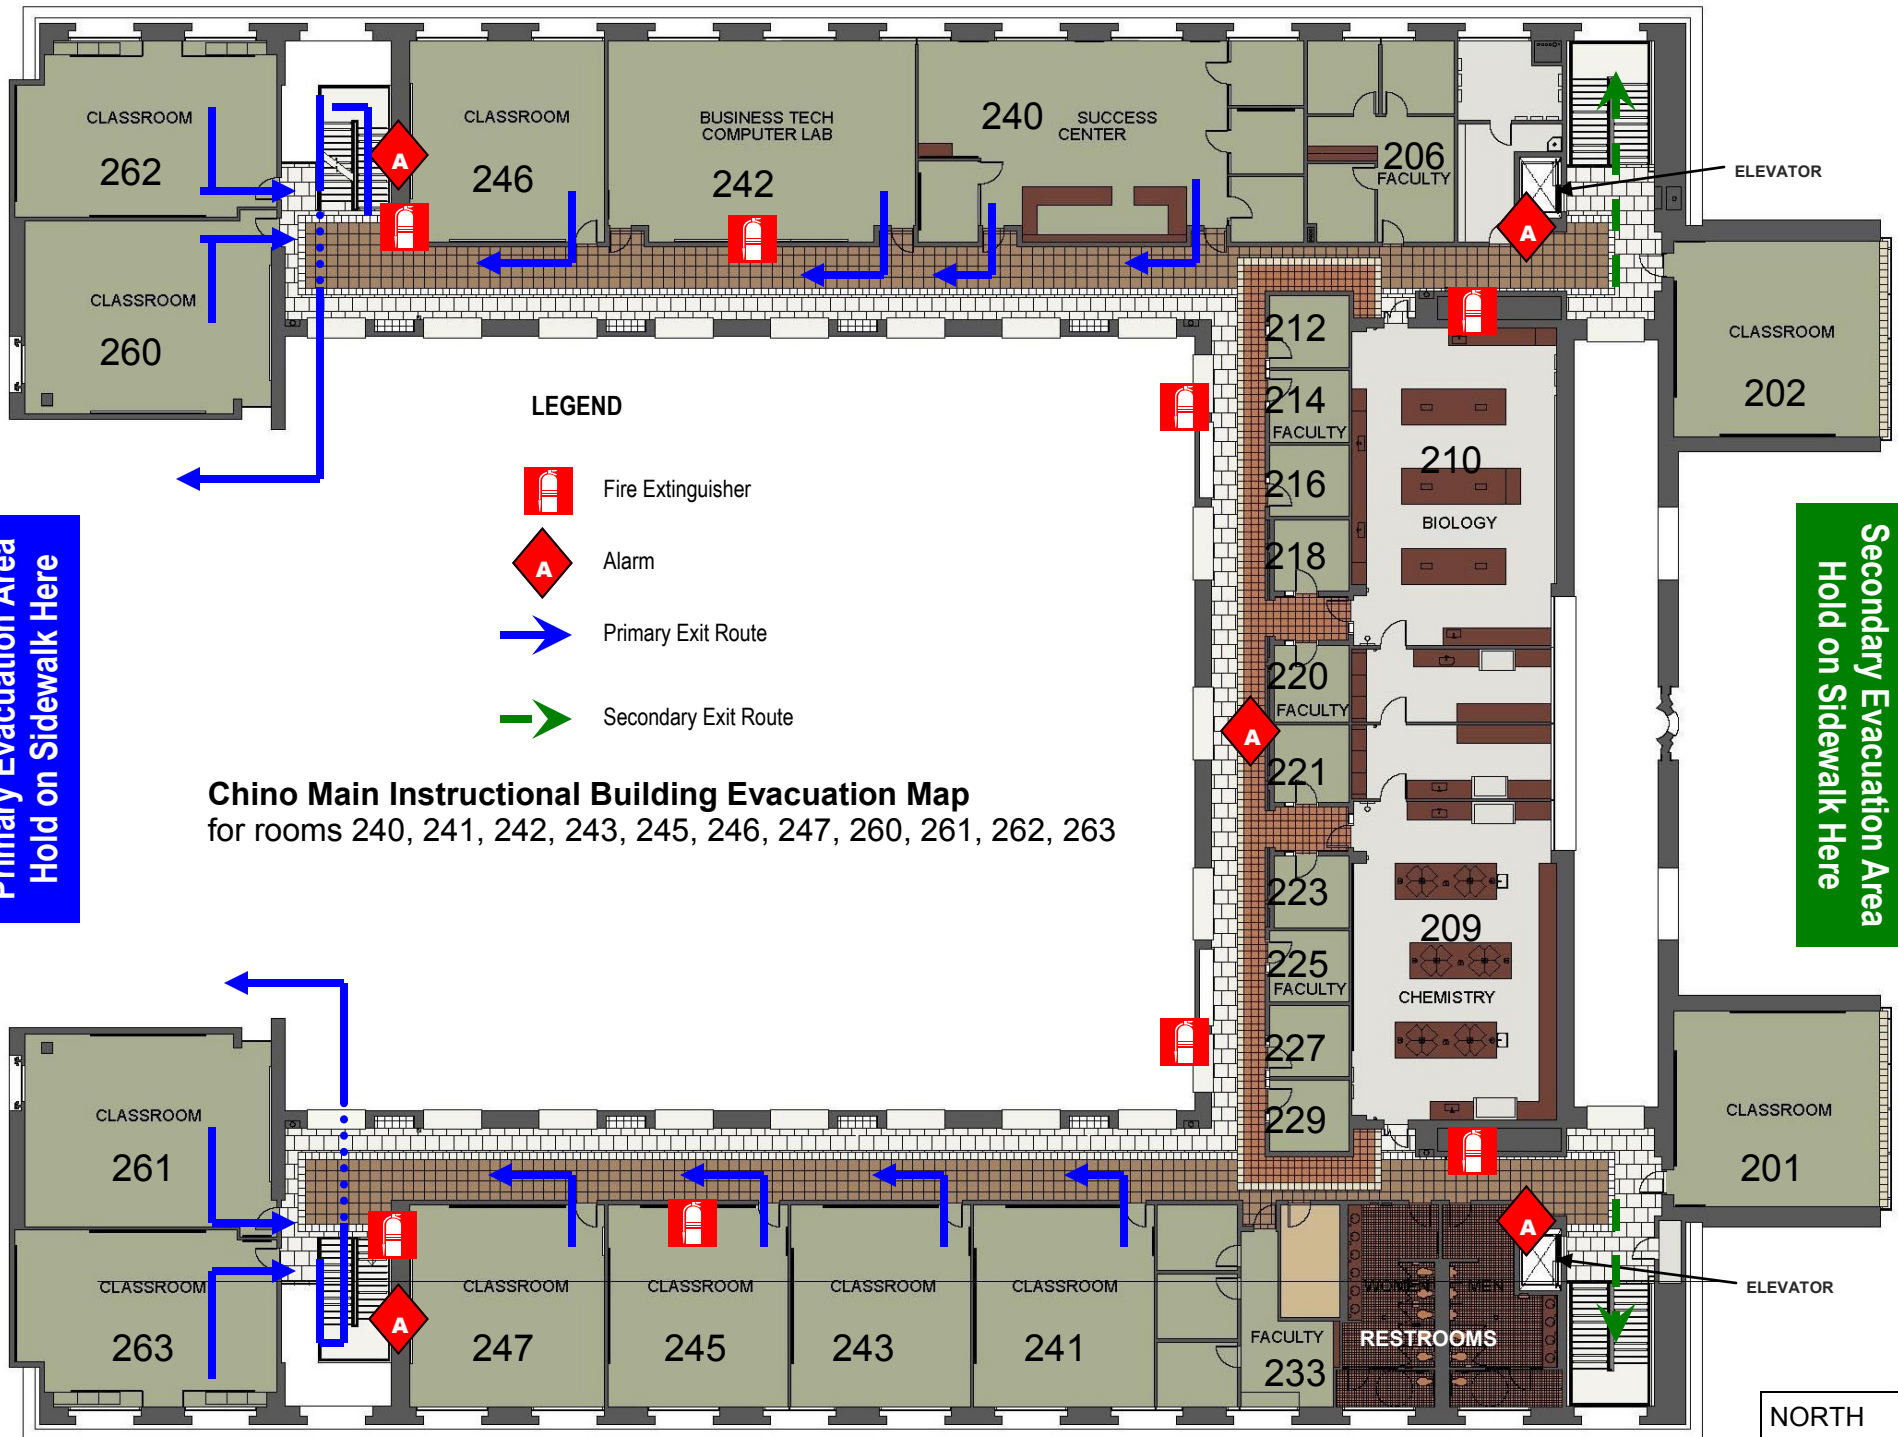 CLASSROOM
262
A
CLASSROOM
246
BUSINESS TECH
COMPUTER LAB
242
240
SUCCESS
CENTER
206
FACULTY
ELEVATOR
A
CLASSROOM
260
CLASSROOM
202
212
214
FACULTY
216
218
210
BIOLOGY
LEGEND
Fire Extinguisher
A
Alarm
Primary Exit Route
Secondary Exit Route
Primary Evacuation Area
Hold on Sidewalk Here
Secondary Evacuation Area
Hold on Sidewalk Here
220
FACULTY
A
221
Chino Main Instructional Building Evacuation Map
for rooms 240, 241, 242, 243, 245, 246, 247, 260, 261, 262, 263
223
225
FACULTY
227
229
209
CHEMISTRY
CLASSROOM
261
CLASSROOM
201
A
CLASSROOM
263
A
CLASSROOM
247
CLASSROOM
245
CLASSROOM
243
CLASSROOM
241
FACULTY
233
WOMEN
MEN
RESTROOMS
ELEVATOR
NORTH